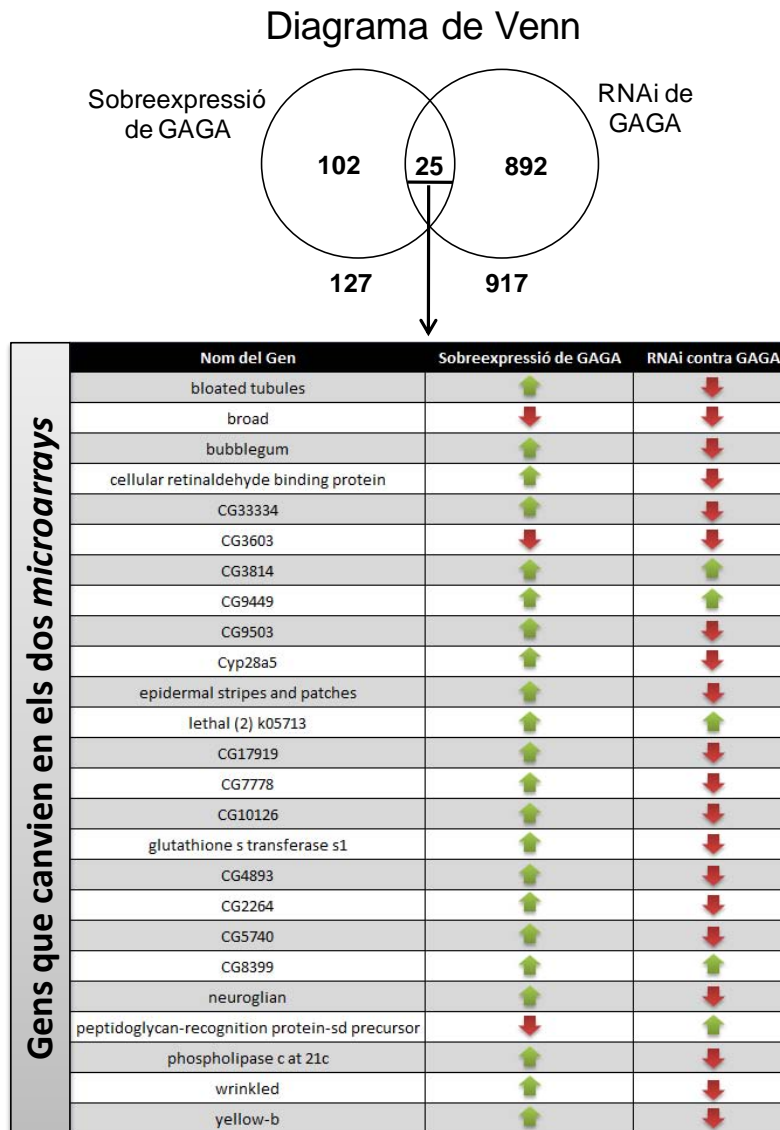 Diagrama de Venn
Sobreexpressió
de GAGA
RNAi de
GAGA
102 25 892
127 917
Gens que canvien en els dos microarrays
Nom del Gen Sobreexpressió de GAGA RNAi contra GAGA
bloated tubules
broad
bubblegum
cellular retinaldehyde binding protein
CG33334
CG3603
CG3814
CG9449
CG9503
Cyp28a5
epidermal stripes and patches
lethal (2) k05713
CG17919
CG7778
CG10126
glutathione s transferase s1
CG4893
CG2264
CG5740
CG8399
neuroglian
peptidoglycan-recognition protein-sd precursor
phospholipase c at 21c
wrinkled
yellow-b